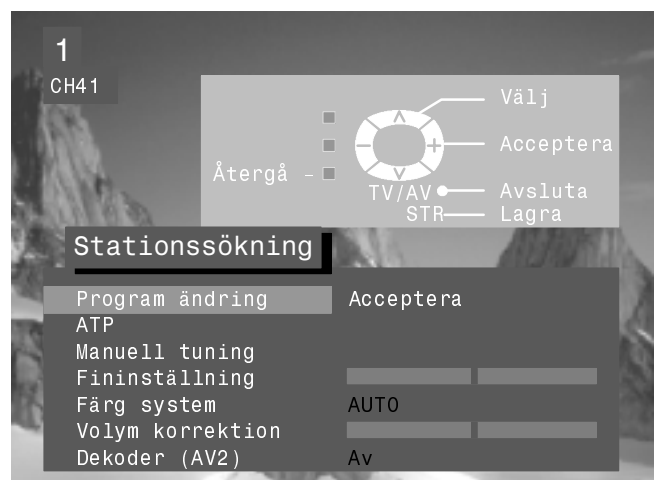 1
CH41
Välj
Acceptera
Återgå -
TV/AV Avsluta
STR Lagra
Stationssökning
Program ändring Acceptera
ATP
Manuell tuning
Fininställning
Färg system AUTO
Volym korrektion
Dekoder (AV2) Av